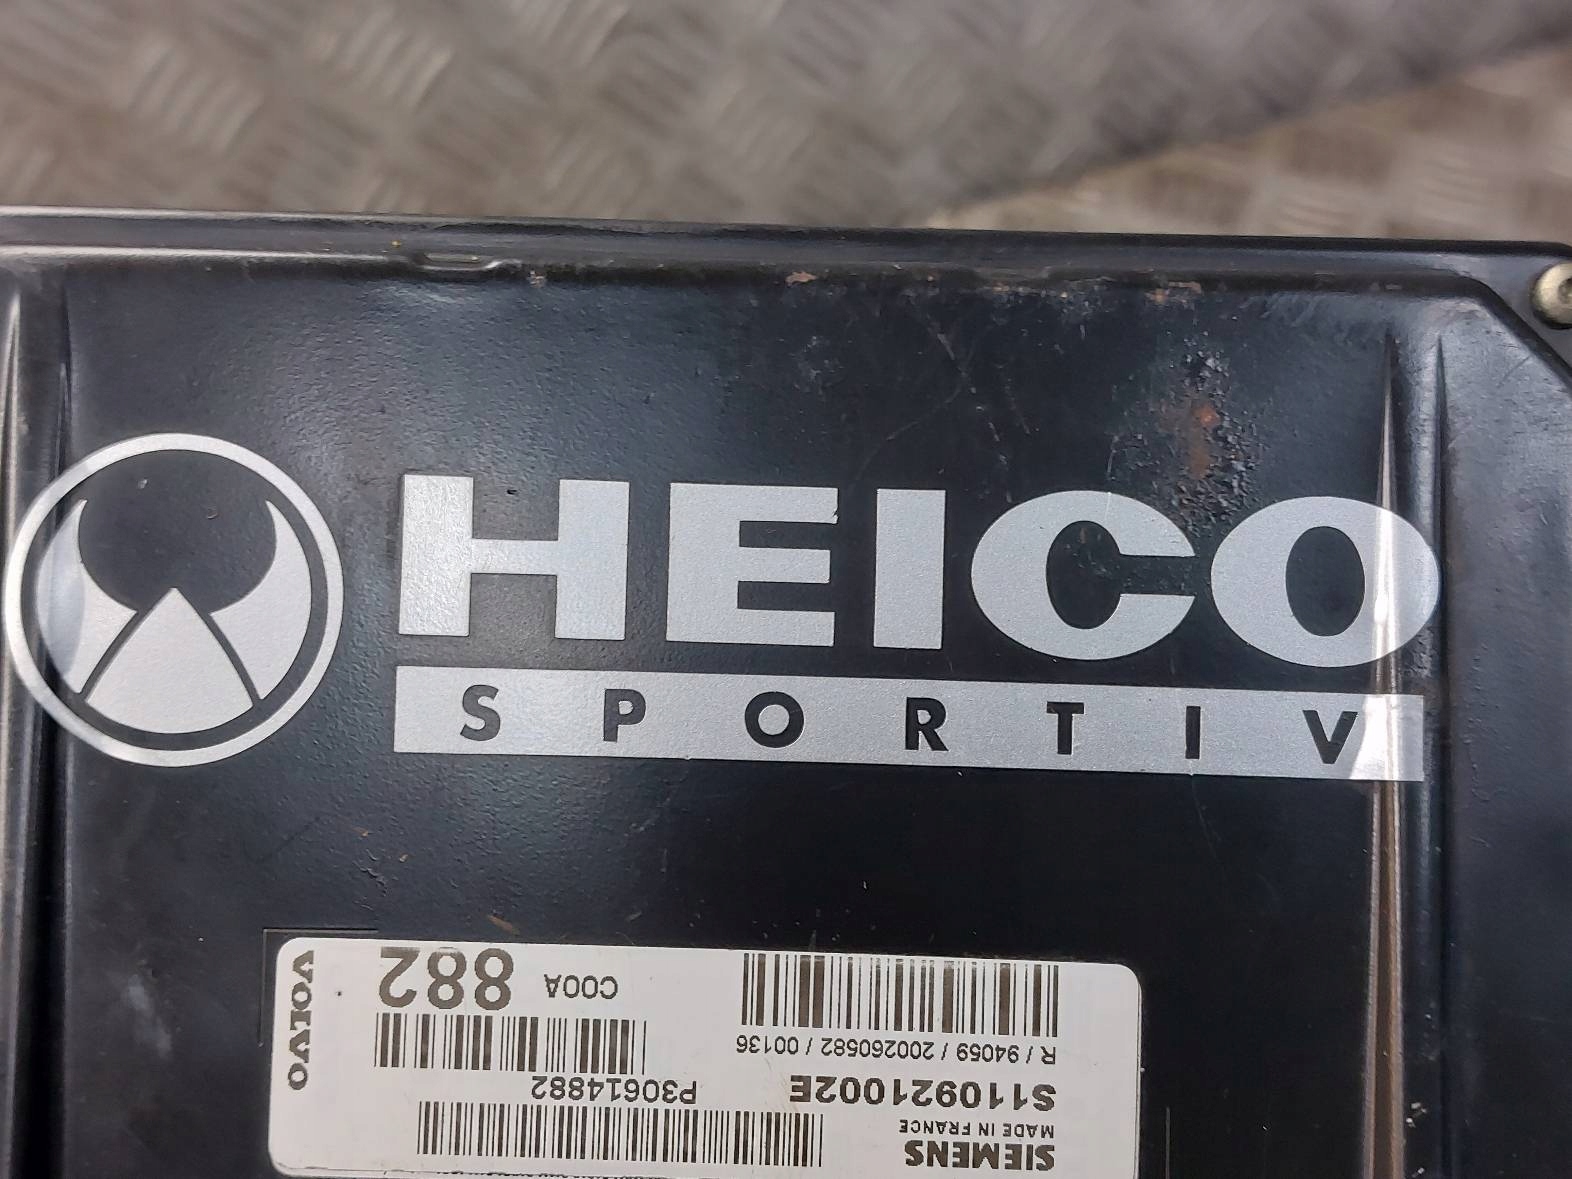 HEICO
SPORTIV
SIEMENS
MADE IN FRANCE
S110921002E
P30614882
R / 94059 / 200260582 / 00136
C00A 882
VOLVO